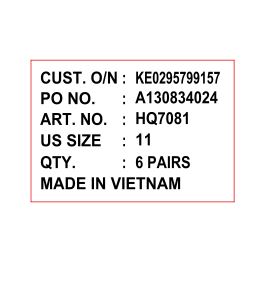 CUST. O/N : KE0295799157
PO NO. : A130834024
ART. NO. : HQ7081
US SIZE : 11
QTY. : 6 PAIRS
MADE IN VIETNAM